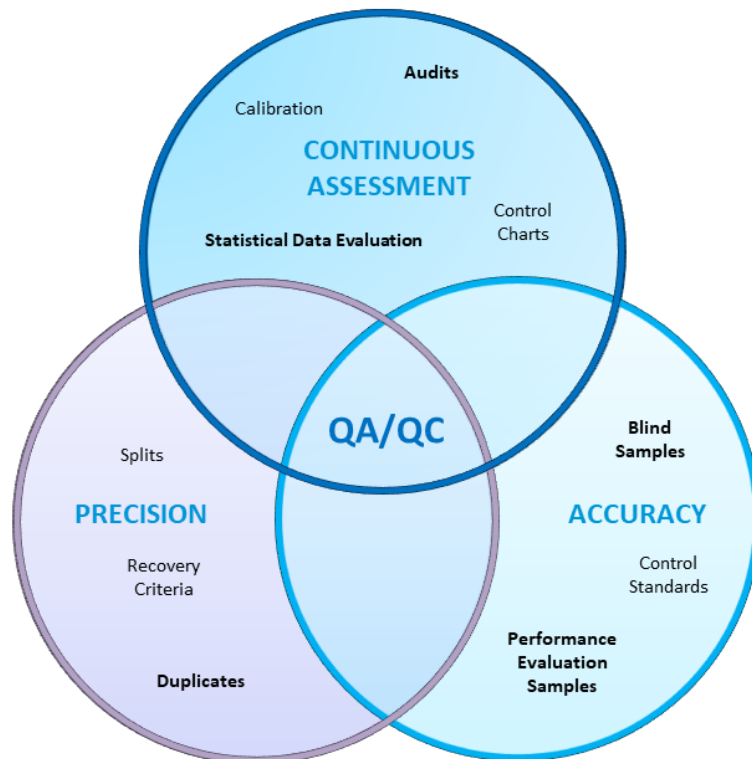 Audits
Calibration
CONTINUOUS
ASSESSMENT
Control
Charts
Statistical Data Evaluation
QA/QC
Splits
PRECISION
Recovery
Criteria
Duplicates
Blind
Samples
ACCURACY
Control
Standards
Performance
Evaluation
Samples